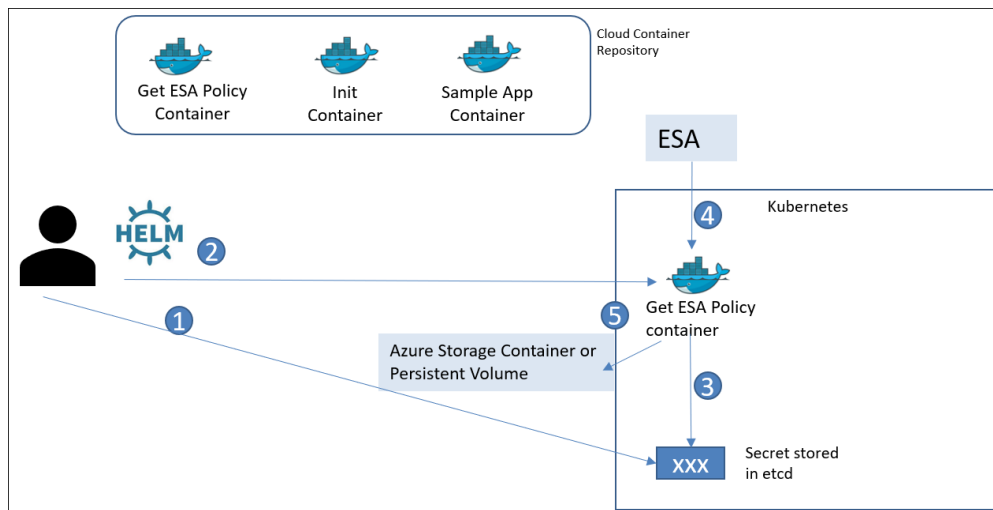 Cloud Container
Repository
Get ESA Policy
Container
Init
Container
Sample App
Container
ESA
Kubernetes
4
HELM
2
Get ESA Policy
container
5
1
Azure Storage Container or
Persistent Volume
3
XXX
Secret stored
in etcd